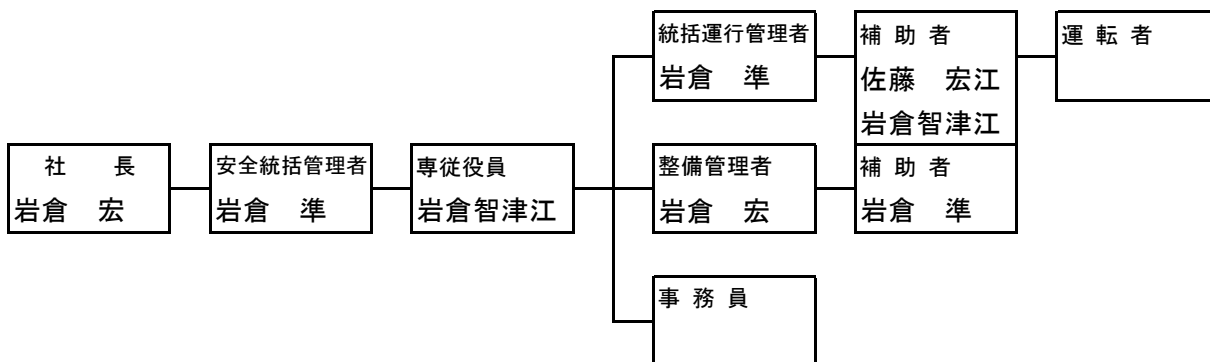 統括運行管理者
岩倉　準
補 助 者
佐藤　宏江
岩倉智津江
運 転 者
社　　長
岩倉　宏
安全統括管理者
岩倉　準
専従役員
岩倉智津江
整備管理者
岩倉　宏
補 助 者
岩倉　準
事 務 員